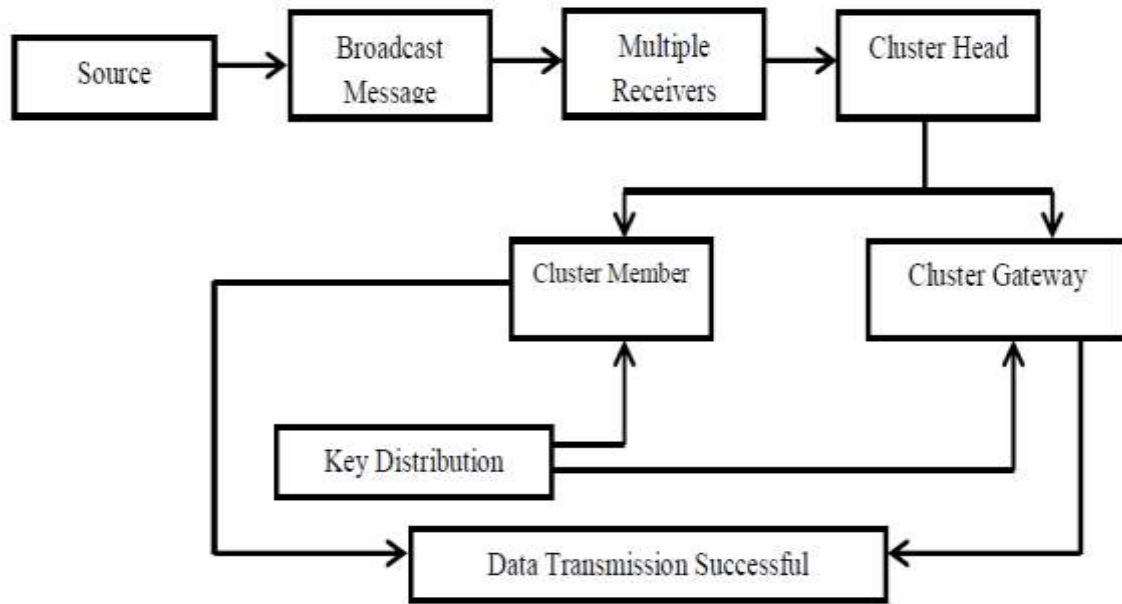 Source
Broadcast
Message
Multiple
Receivers
Cluster Head
Cluster Member
Cluster Gateway
Key Distribution
Data Transmission Successful